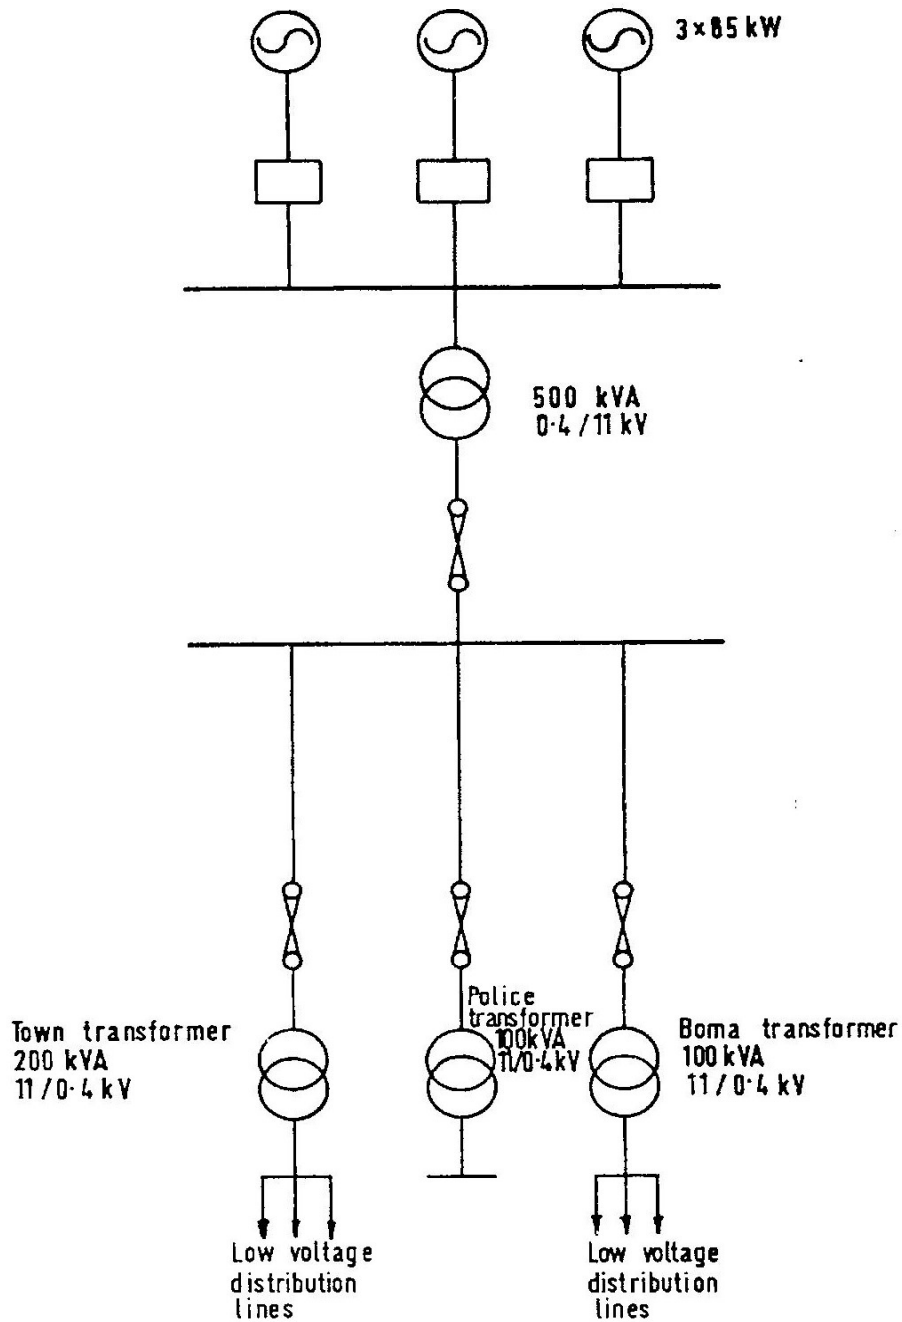 3×85 kW
500 kVA
0·4/11 kV
Police
transformer
100kVA
11/0·4kV
Town transformer
200 kVA
11/0·4 kV
Boma transformer
100 kVA
11/0·4 kV
Low voltage
distribution
lines
Low voltage
distribution
lines